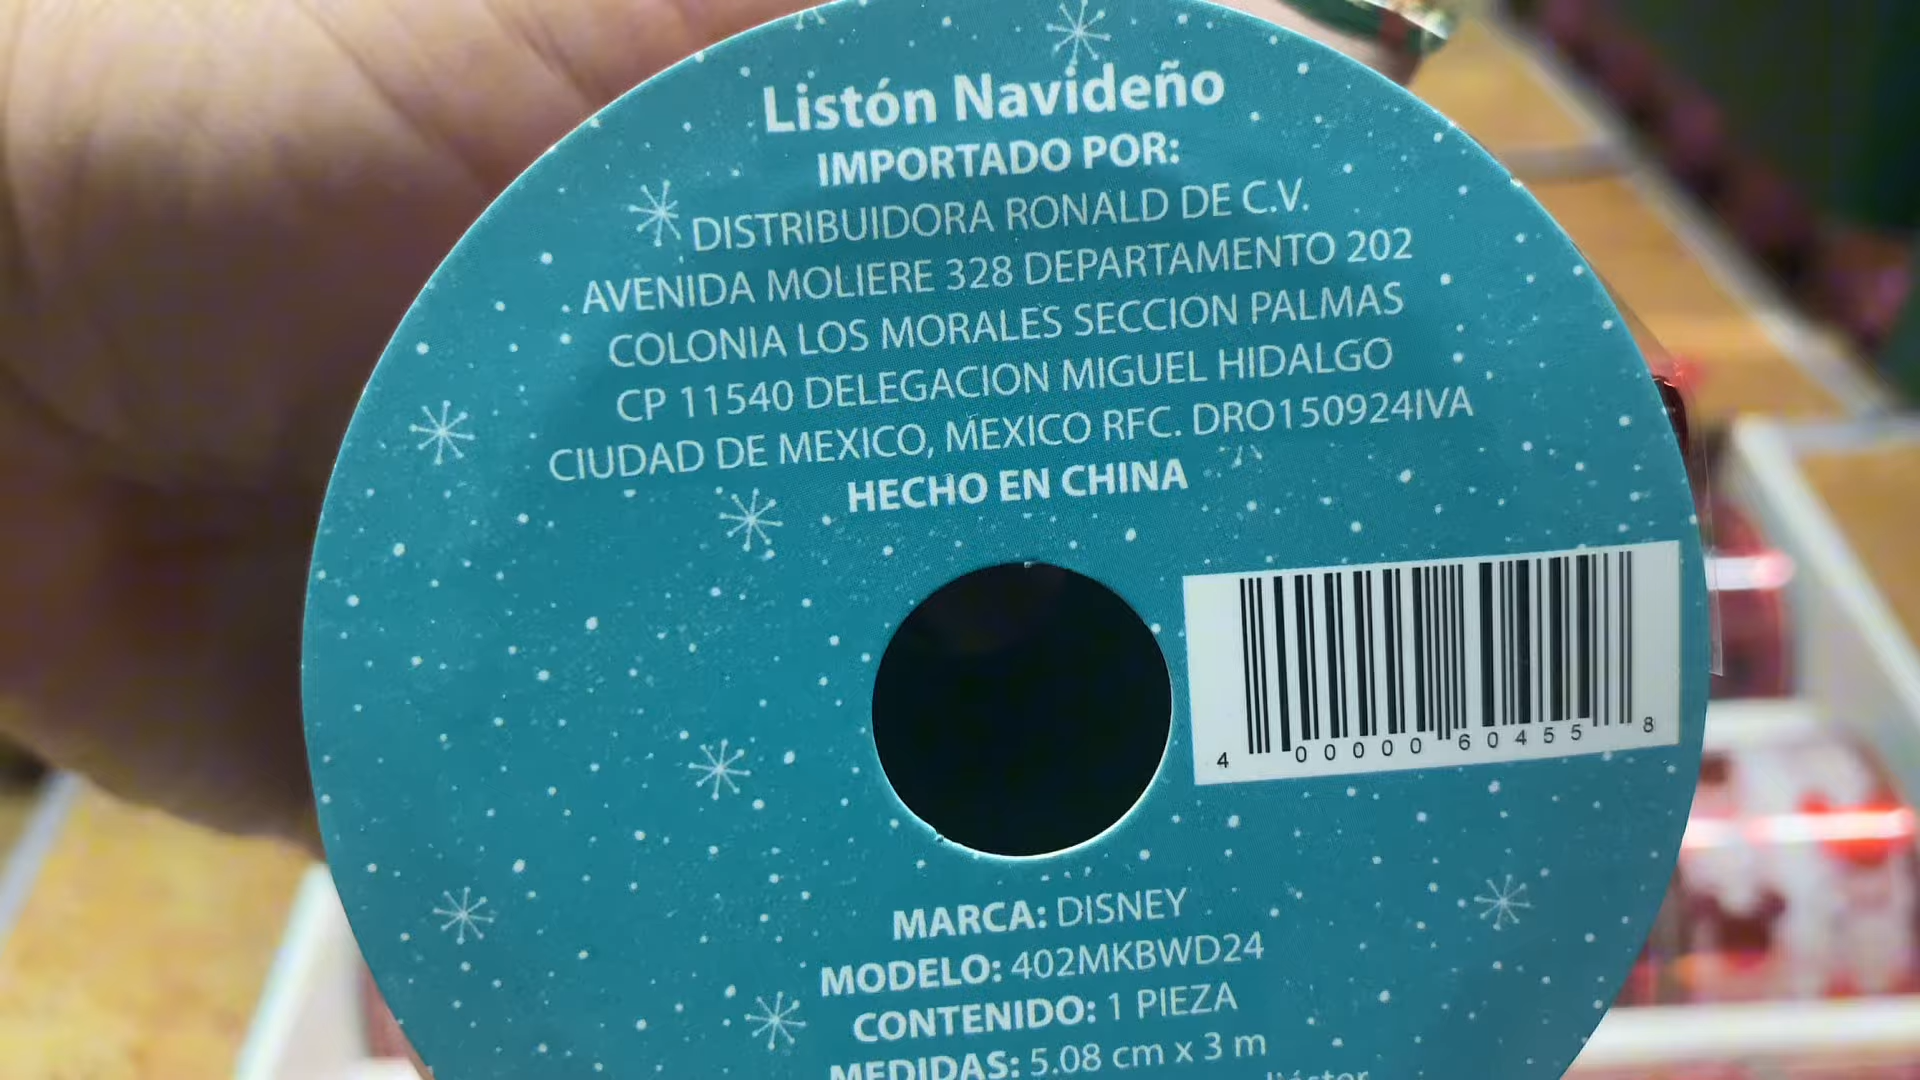 Listón Navideño
IMPORTADO POR:
DISTRIBUIDORA RONALD DE C.V.
AVENIDA MOLIERE 328 DEPARTAMENTO 202
COLONIA LOS MORALES SECCION PALMAS
CP 11540 DELEGACION MIGUEL HIDALGO
CIUDAD DE MEXICO, MEXICO RFC. DRO150924IVA
HECHO EN CHINA
4 00000 60455 8
MARCA: DISNEY
MODELO: 402MKBWD24
CONTENIDO: 1 PIEZA
MEDIDAS: 5.08 cm x 3 m